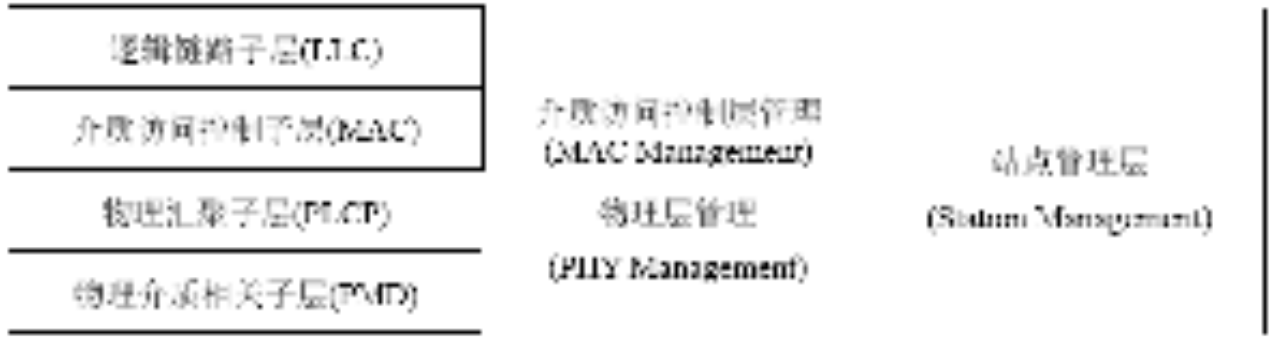 逻辑链路子层(LLC)
介质访问控制子层(MAC)
物理汇聚子层(PLCP)
物理介质相关子层(PMD)
介质访问控制层管理
(MAC Management)
物理层管理
(PHY Management)
站点管理层
(Station Management)